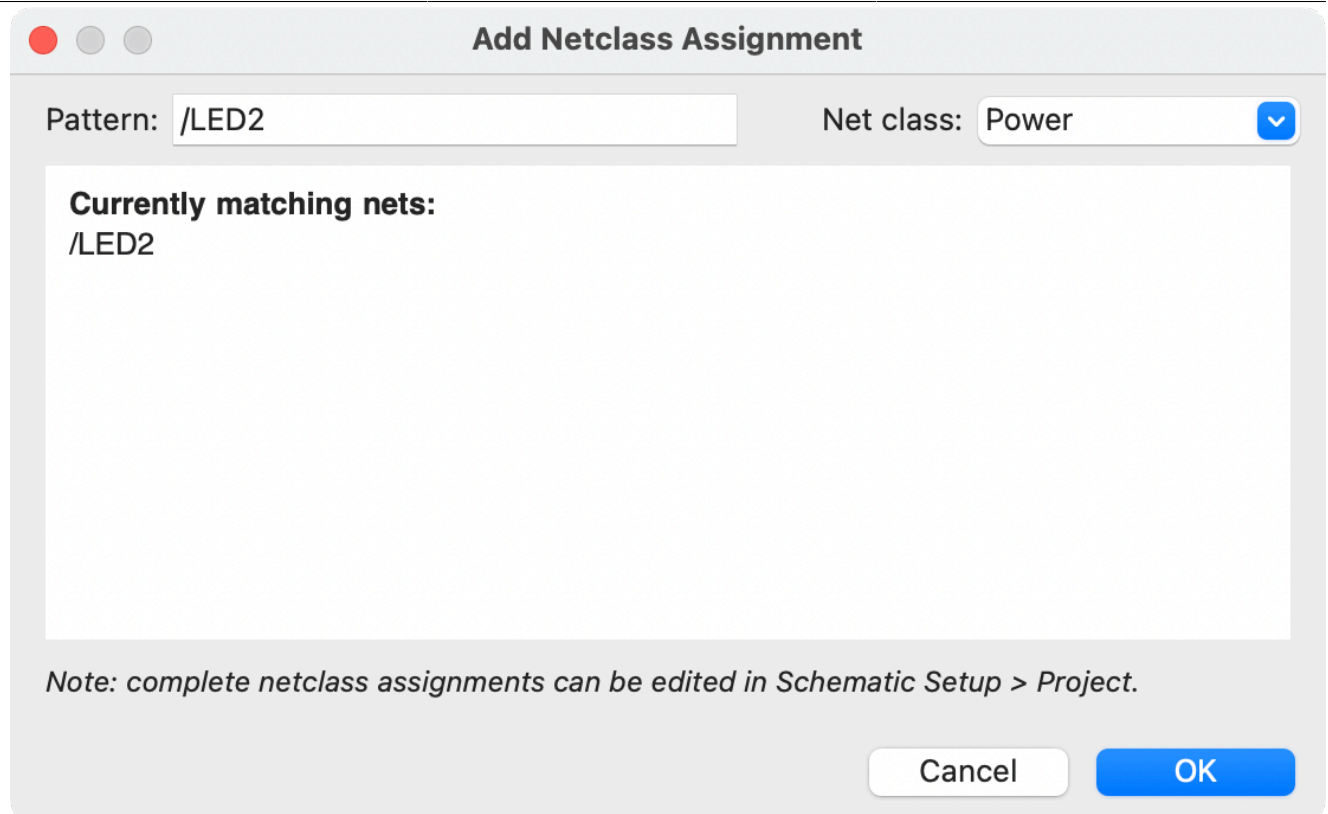 Add Netclass Assignment
Pattern: /LED2 Net class: Power
Currently matching nets:
/LED2
Note: complete netclass assignments can be edited in Schematic Setup > Project.
Cancel OK